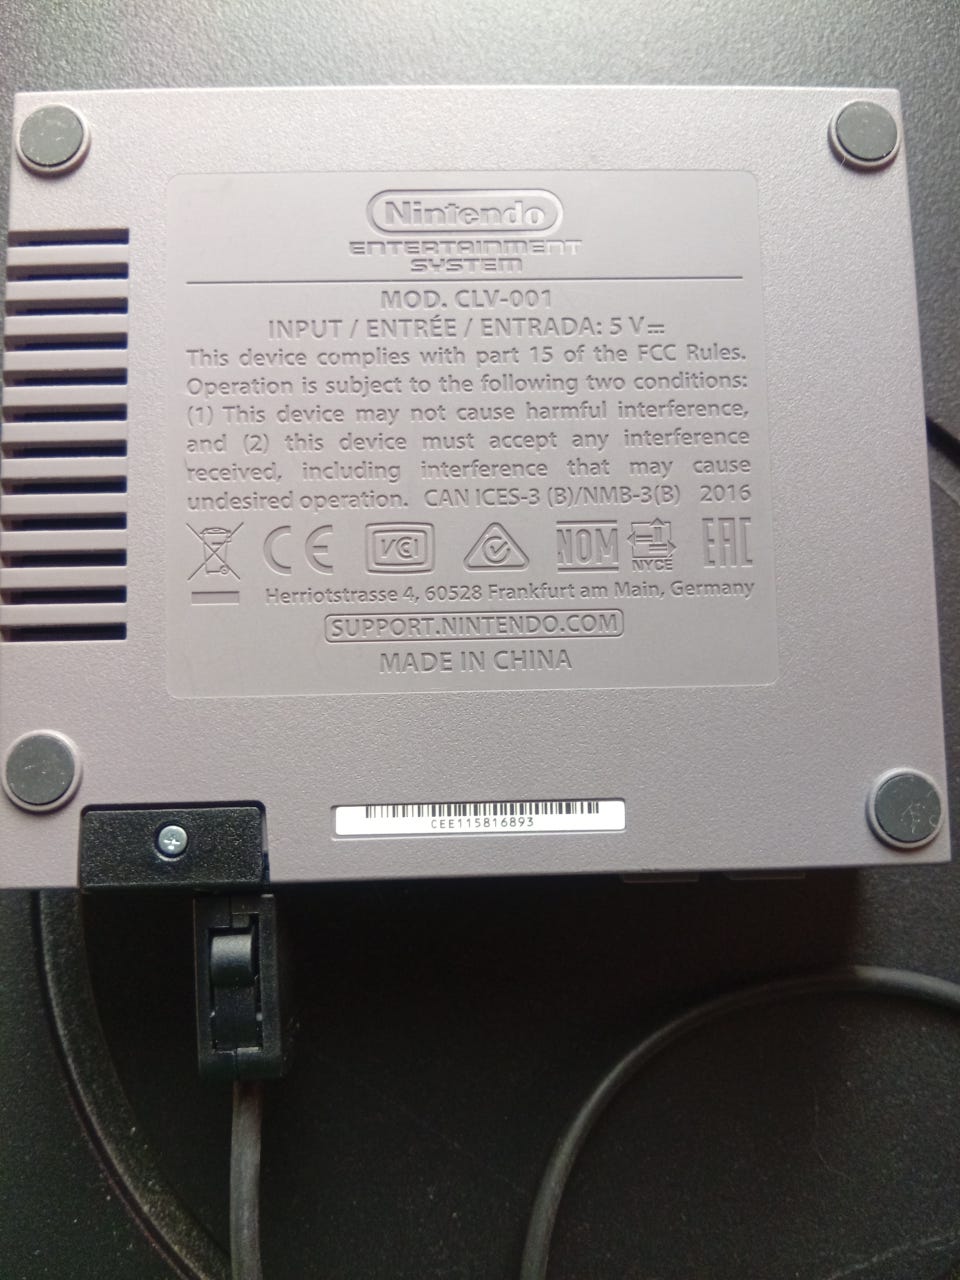 Nintendo
ENTERTAINMENT
SYSTEM
MOD. CLV-001
INPUT / ENTRÉE / ENTRADA: 5 V⎓
This device complies with part 15 of the FCC Rules.
Operation is subject to the following two conditions:
(1) This device may not cause harmful interference,
and (2) this device must accept any interference
received, including interference that may cause
undesired operation. CAN ICES-3 (B)/NMB-3(B) 2016
CE VCCI NOM NYCE EAC
Herriotstrasse 4, 60528 Frankfurt am Main, Germany
SUPPORT.NINTENDO.COM
MADE IN CHINA
CEE115816893